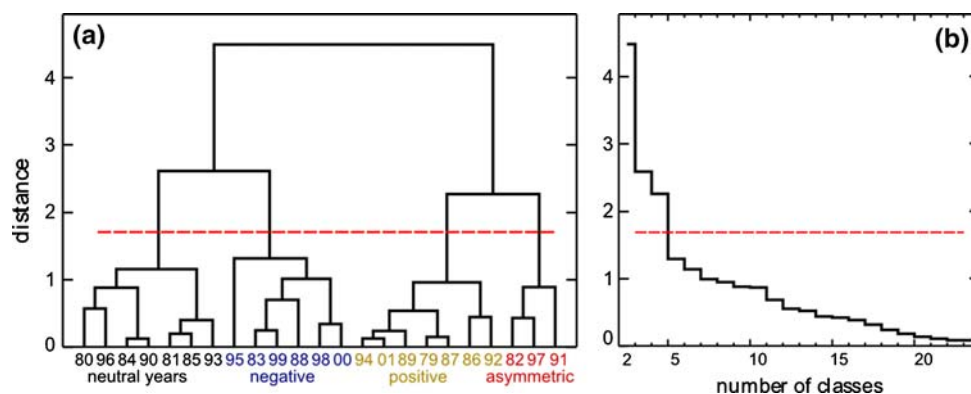 (a)
distance
4
3
2
1
0
80 96 84 90 81 85 93 95 83 99 88 98 00 94 01 89 79 87 86 92 82 97 91
neutral years negative positive asymmetric
(b)
4
3
2
1
0
2 5 10 15 20
number of classes